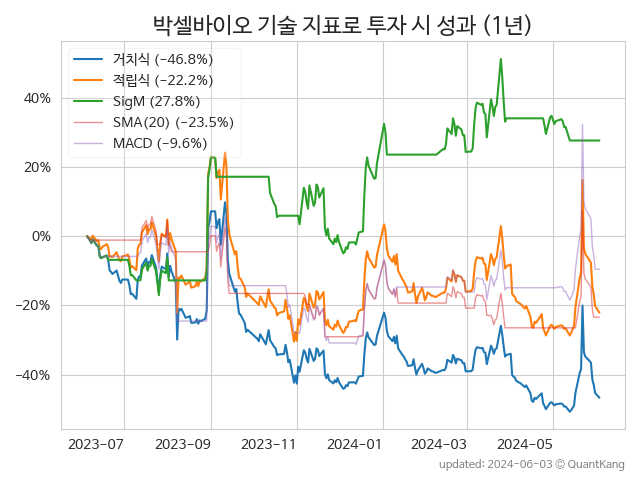 박셀바이오 기술 지표로 투자 시 성과 (1년)
거치식 (-46.8%)
적립식 (-22.2%)
SigM (27.8%)
SMA(20) (-23.5%)
MACD (-9.6%)
40%
20%
0%
-20%
-40%
2023-07
2023-09
2023-11
2024-01
2024-03
2024-05
updated: 2024-06-03 © QuantKang